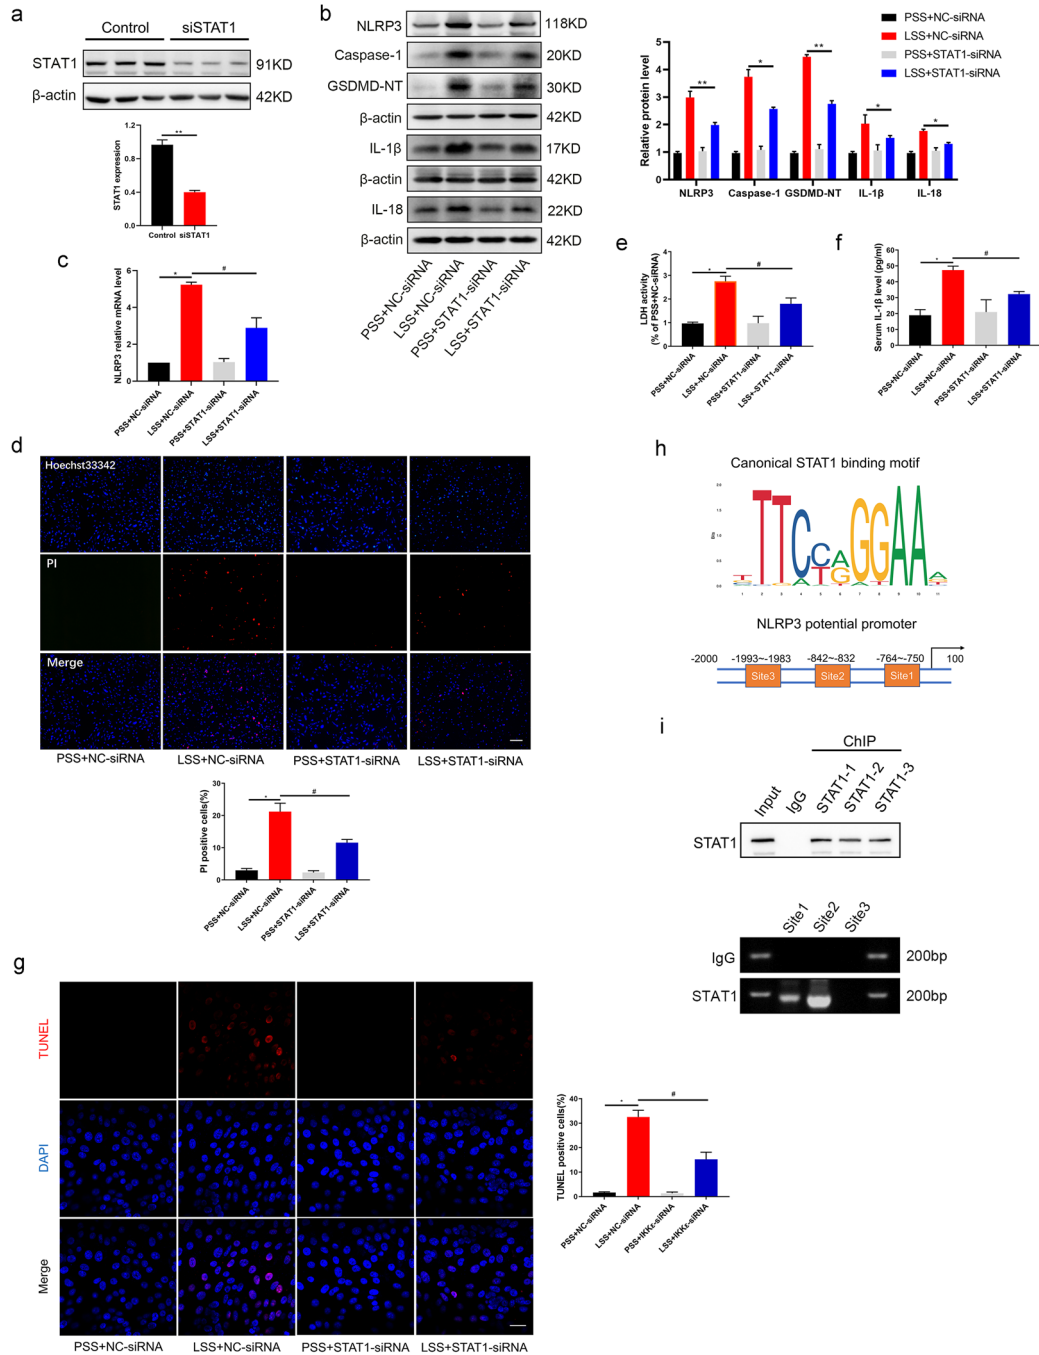 a
Control siSTAT1
STAT1 91KD
β-actin 42KD
STAT1 expression
1.2
0.8
0.4
0.0
**
Control siSTAT1
b
NLRP3 118KD
Caspase-1 20KD
GSDMD-NT 30KD
β-actin 42KD
IL-1β 17KD
β-actin 42KD
IL-18 22KD
β-actin 42KD
PSS+NC-siRNA
LSS+NC-siRNA
PSS+STAT1-siRNA
LSS+STAT1-siRNA
Relative protein level
5
4
3
2
1
0
** * ** * *
NLRP3 Caspase-1 GSDMD-NT IL-1β IL-18
PSS+NC-siRNA
LSS+NC-siRNA
PSS+STAT1-siRNA
LSS+STAT1-siRNA
c
NLRP3 relative mRNA level
6
4
2
0
* #
PSS+NC-siRNA
LSS+NC-siRNA
PSS+STAT1-siRNA
LSS+STAT1-siRNA
e
LDH activity
(% of PSS+NC-siRNA)
4
3
2
1
0
* #
PSS+NC-siRNA
LSS+NC-siRNA
PSS+STAT1-siRNA
LSS+STAT1-siRNA
f
Serum IL-1β level (pg/ml)
60
50
40
30
20
10
0
* #
PSS+NC-siRNA
LSS+NC-siRNA
PSS+STAT1-siRNA
LSS+STAT1-siRNA
d
Hoechst33342
PI
Merge
PSS+NC-siRNA LSS+NC-siRNA PSS+STAT1-siRNA LSS+STAT1-siRNA
PI positive cells(%)
30
20
10
0
* #
PSS+NC-siRNA
LSS+NC-siRNA
PSS+STAT1-siRNA
LSS+STAT1-siRNA
h
Canonical STAT1 binding motif
NLRP3 potential promoter
-2000 -1993~-1983 -842~-832 -764~-750 100
Site3 Site2 Site1
i
ChIP
Input IgG STAT1-1 STAT1-2 STAT1-3
STAT1
Site1 Site2 Site3
IgG 200bp
STAT1 200bp
g
TUNEL
DAPI
Merge
PSS+NC-siRNA LSS+NC-siRNA PSS+STAT1-siRNA LSS+STAT1-siRNA
TUNEL positive cells(%)
40
30
20
10
0
* #
PSS+NC-siRNA
LSS+NC-siRNA
PSS+IKKε-siRNA
LSS+IKKε-siRNA